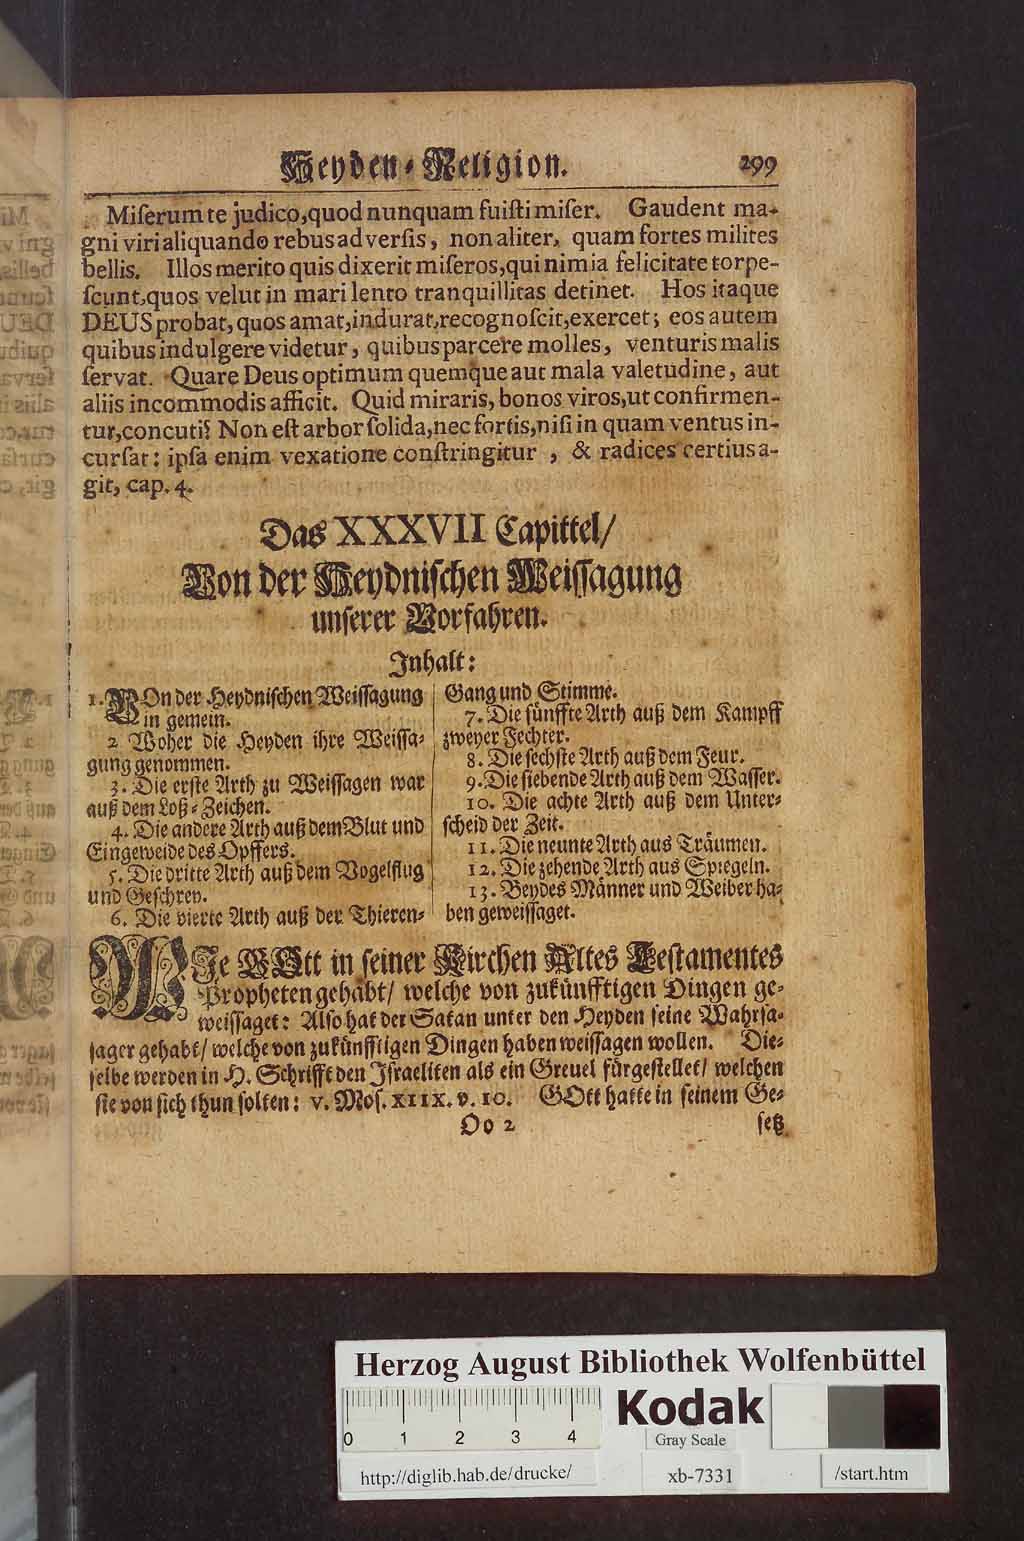 Heyden-Religion. 299
Miſerum te judico, quod nunquam fuiſti miſer. Gaudent ma-
gni viri aliquando rebus adverſis, non aliter, quam fortes milites
bellis. Illos merito quis dixerit miſeros, qui nimia felicitate torpe-
ſcunt, quos velut in mari lento tranquillitas detinet. Hos itaque
DEUS probat, quos amat, indurat, recognoſcit, exercet; eos autem
quibus indulgere videtur, quibus parcere molles, venturis malis
ſervat. Quare Deus optimum quemque aut mala valetudine, aut
aliis incommodis afficit. Quid miraris, bonos viros, ut confirmen-
tur, concuti? Non eſt arbor ſolida, nec fortis, niſi in quam ventus in-
curſat: ipſa enim vexatione conſtringitur, & radices certius a-
git, cap. 4.
Das XXXVII Capittel/
Von der Heydniſchen Weiſſagung
unſerer Vorfahren.
Inhalt:
1. VOn der Heydniſchen Weiſſagung
in gemein.
2 Woher die Heyden ihre Weiſſa-
gung genommen.
3. Die erſte Arth zu Weiſſagen war
auß dem Loß-Zeichen.
4. Die andere Arth auß dem Blut und
Eingeweide des Opffers.
5. Die dritte Arth auß dem Vogelflug
und Geſchrey.
6. Die vierte Arth auß der Thieren-
Gang und Stimme.
7. Die fünffte Arth auß dem Kampff
zweyer Fechter.
8. Die ſechſte Arth auß dem Feur.
9. Die ſiebende Arth auß dem Waſſer.
10. Die achte Arth auß dem Unter-
ſcheid der Zeit.
11. Die neunte Arth aus Träumen.
12. Die zehende Arth aus Spiegeln.
13. Beydes Männer und Weiber ha-
ben geweiſſaget.
WIe GOtt in ſeiner Kirchen Altes Teſtamentes
Propheten gehabt/ welche von zukünfftigen Dingen ge-
weiſſaget: Alſo hat der Satan unter den Heyden ſeine Wahrſa-
ſager gehabt/ welche von zukünfftigen Dingen haben weiſſagen wollen. Die-
ſelbe werden in H. Schrifft den Iſraeliten als ein Greuel fürgeſtellet/ welchen
ſie von ſich thun ſolten: v. Moſ. XIIX. v. 10. GOtt hatte in ſeinem Ge-
Oo 2 ſetz
Herzog August Bibliothek Wolfenbüttel
Kodak
0 1 2 3 4
Gray Scale
http://diglib.hab.de/drucke/ xb-7331 /start.htm